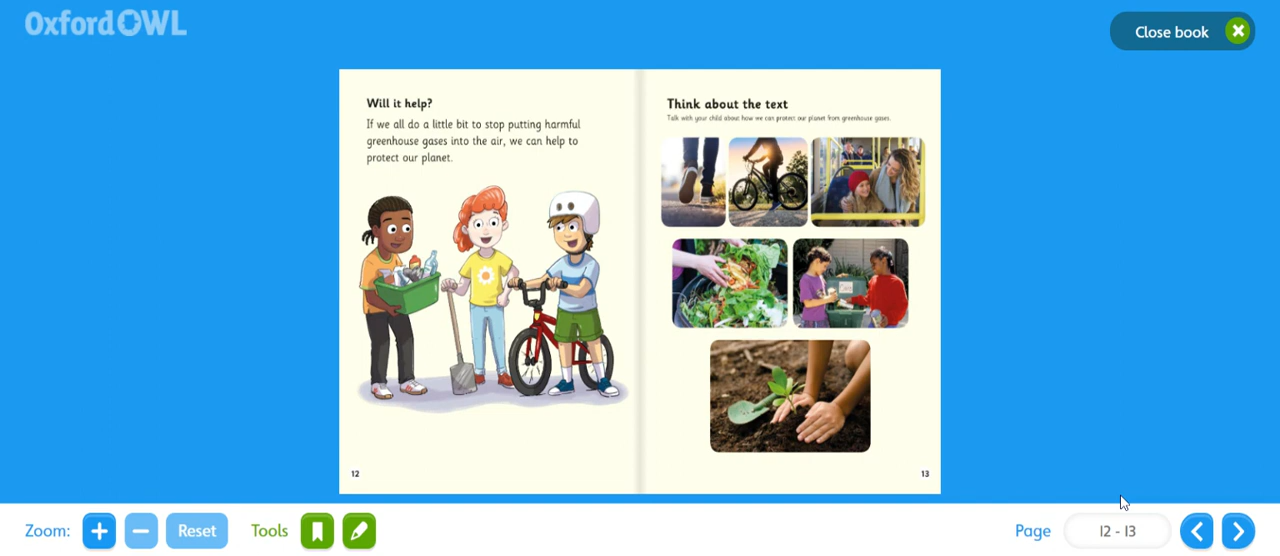 OxfordOWL
Close book
Will it help?
If we all do a little bit to stop putting harmful
greenhouse gases into the air, we can help to
protect our planet.
12
Think about the text
Talk with your child about how we can protect our planet from greenhouse gases.
13
Zoom:
Reset
Tools
Page
12 - 13